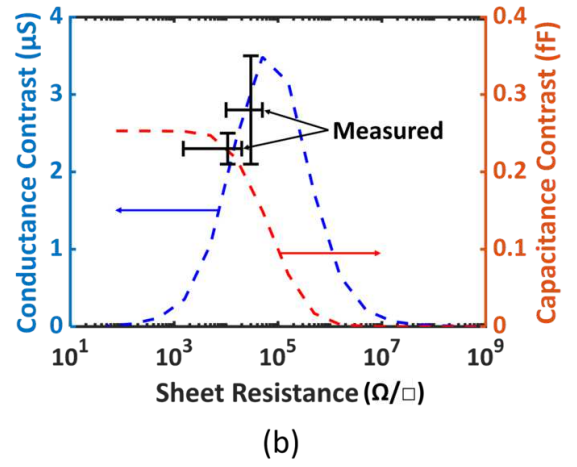 4
3
2
1
0
Conductance Contrast (µS)
0.4
0.3
0.2
0.1
0
Capacitance Contrast (fF)
Measured
10¹ 10³ 10⁵ 10⁷ 10⁹
Sheet Resistance (Ω/□)
(b)